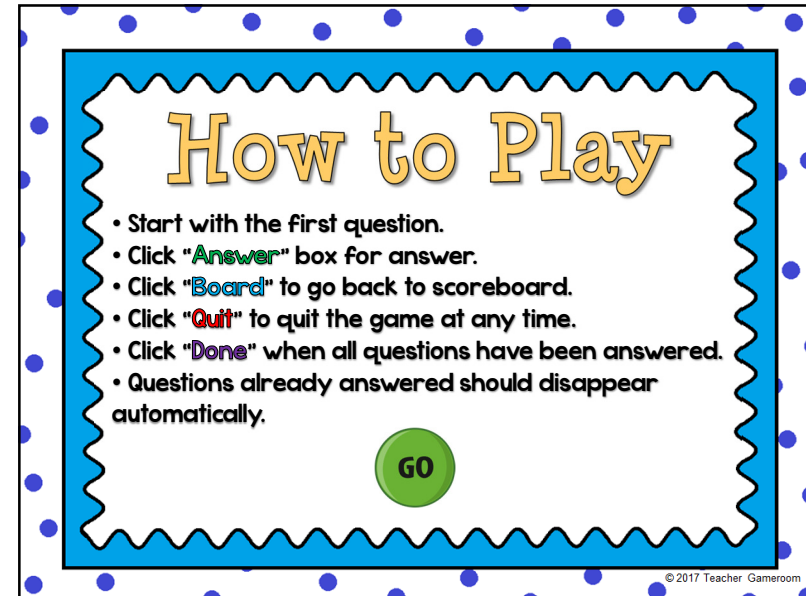 How to Play
• Start with the first question.
• Click "Answer" box for answer.
• Click "Board" to go back to scoreboard.
• Click "Quit" to quit the game at any time.
• Click "Done" when all questions have been answered.
• Questions already answered should disappear
automatically.
GO
© 2017 Teacher Gameroom